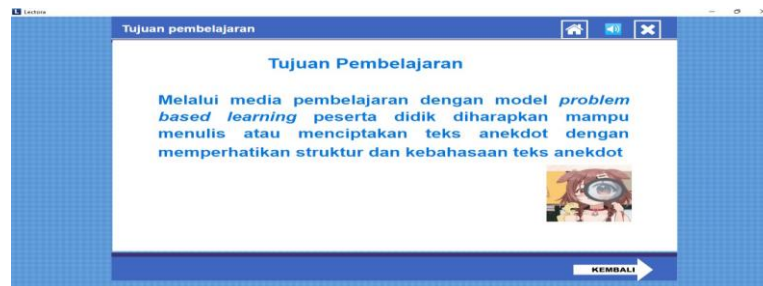 Lectora
Tujuan pembelajaran
Tujuan Pembelajaran
Melalui media pembelajaran dengan model problem
based learning peserta didik diharapkan mampu
menulis atau menciptakan teks anekdot dengan
memperhatikan struktur dan kebahasaan teks anekdot
KEMBALI